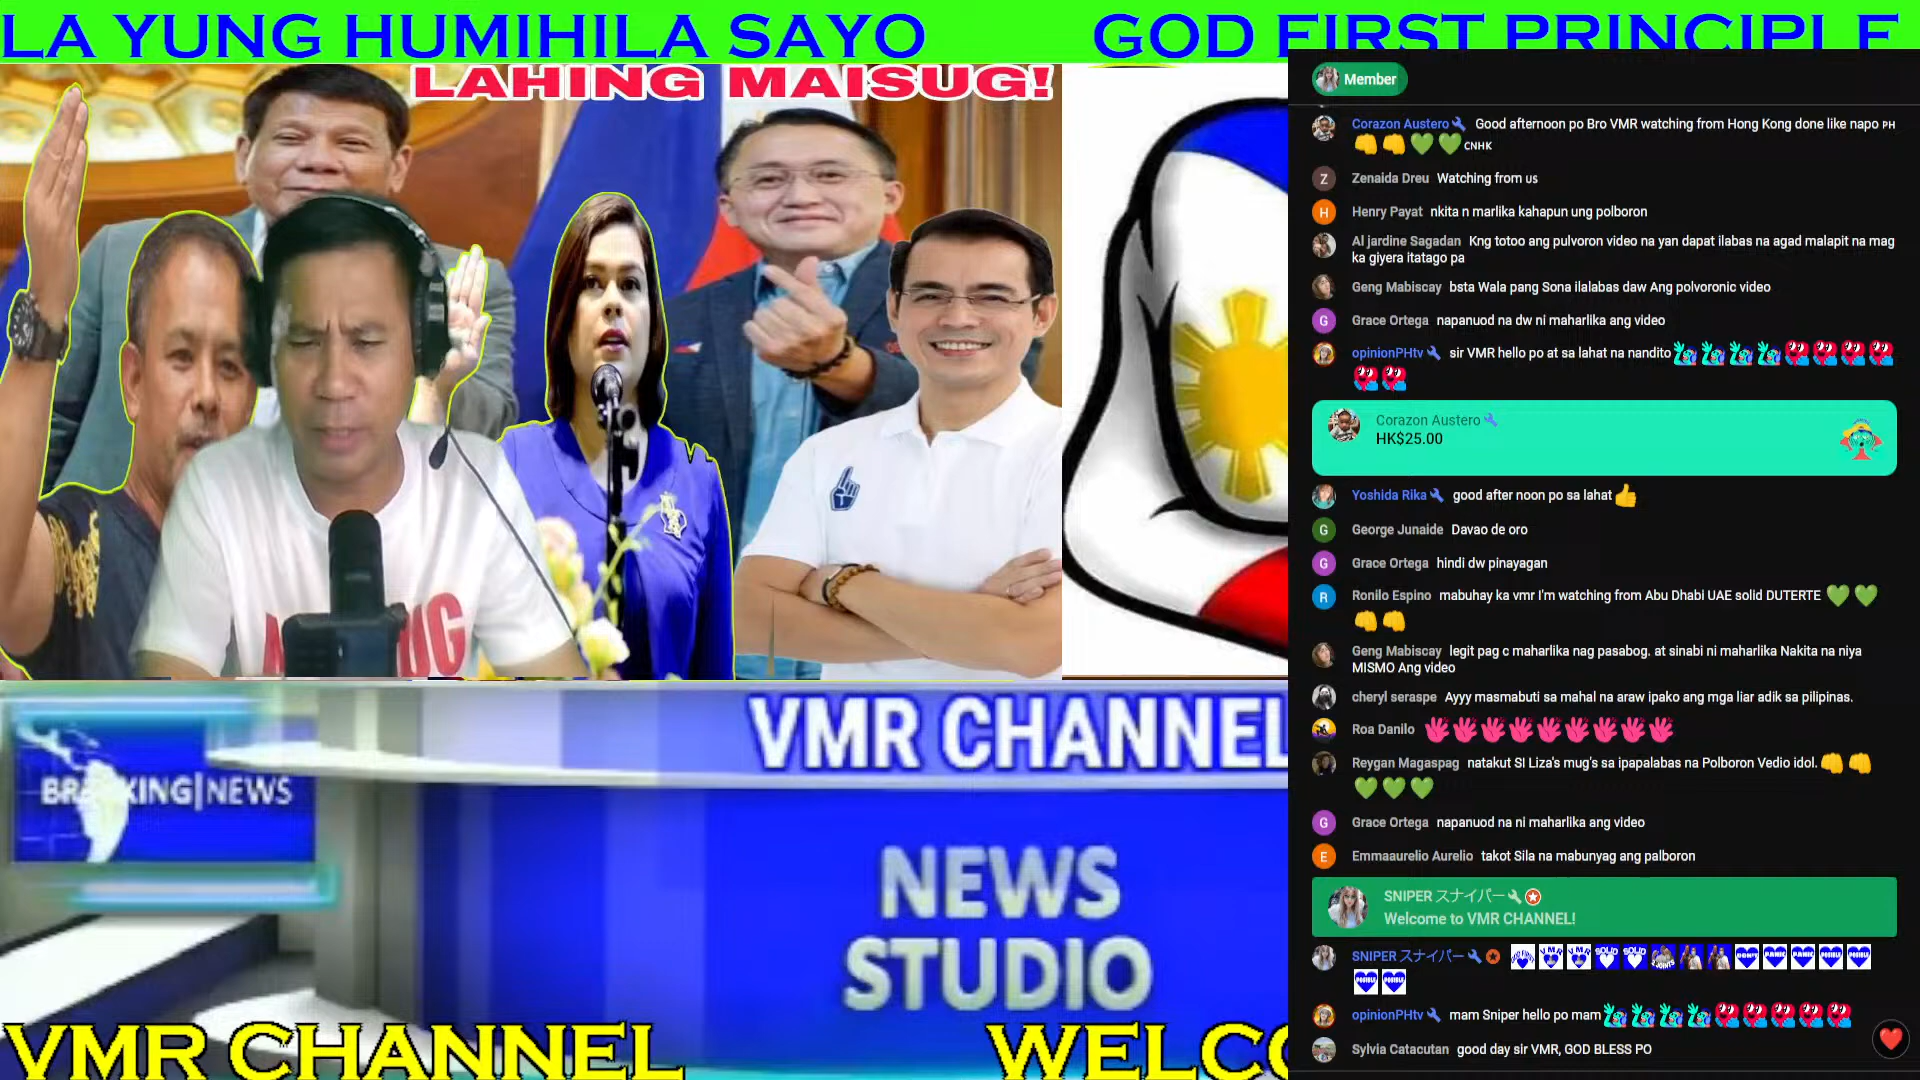 LA YUNG HUMIHILA SAYO GOD FIRST PRINCIPLE
LAHING MAISUG!
BREAKING|NEWS
VMR CHANNEL
NEWS
STUDIO
VMR CHANNEL
Member
Corazon Austero Good afternoon po Bro VMR watching from Hong Kong done like napo PH
CNHK
Z Zenaida Dreu Watching from US
H Henry Payat nkita n marlika kahapun ung polboron
Al jardine Sagadan Kng totoo ang pulvoron video na yan dapat ilabas na agad malapit na mag
ka giyera itatago pa
Geng Mabiscay bsta Wala pang Sona ilalabas daw Ang polvoronic video
G Grace Ortega napanuod na dw ni maharlika ang video
opinionPHtv sir VMR hello po at sa lahat na nandito
Corazon Austero
HK$25.00
Yoshida Rika good after noon po sa lahat
G George Junaide Davao de oro
G Grace Ortega hindi dw pinayagan
R Ronilo Espino mabuhay ka vmr I'm watching from Abu Dhabi UAE solid DUTERTE
Geng Mabiscay legit pag c maharlika nag pasabog. at sinabi ni maharlika Nakita na niya
MISMO Ang video
cheryl seraspe Ayyy masmabuti sa mahal na araw ipako ang mga liar adik sa pilipinas.
Roa Danilo
Reygan Magaspag natakut SI Liza's mug's sa ipapalabas na Polboron Vedio idol.
G Grace Ortega napanuod na ni maharlika ang video
E Emmaaurelio Aurelio takot Sila na mabunyag ang palboron
SNIPER スナイパー
Welcome to VMR CHANNEL!
SNIPER スナイパー
opinionPHtv mam Sniper hello po mam
Sylvia Catacutan good day sir VMR, GOD BLESS PO